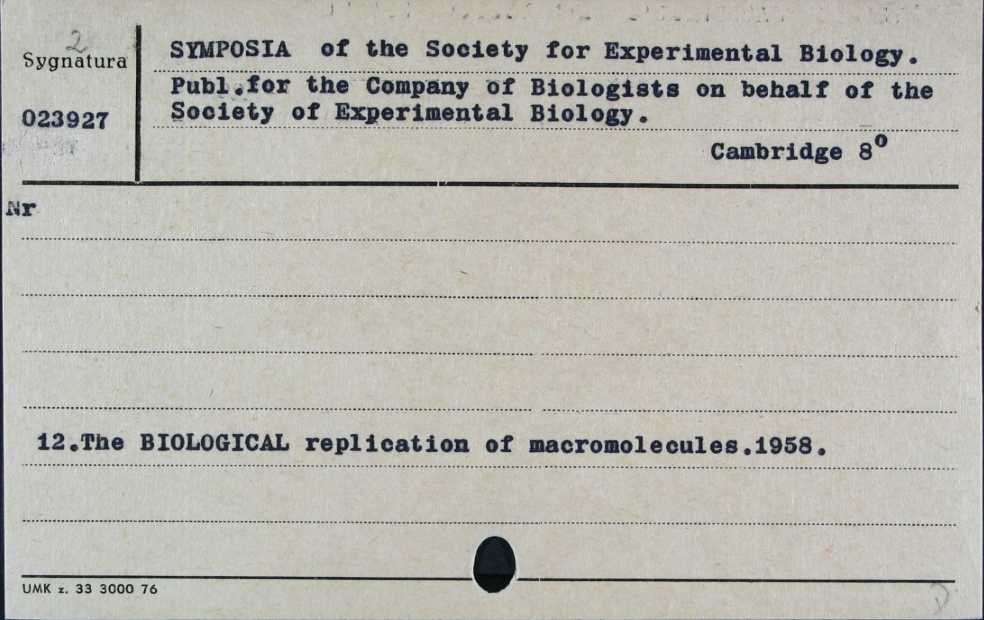 2
Sygnatura
023927
SYMPOSIA of the Society for Experimental Biology.
Publ.for the Company of Biologists on behalf of the
Society of Experimental Biology.
Cambridge 8º
Nr
12.The BIOLOGICAL replication of macromolecules.1958.
UMK z. 33 3000 76
D